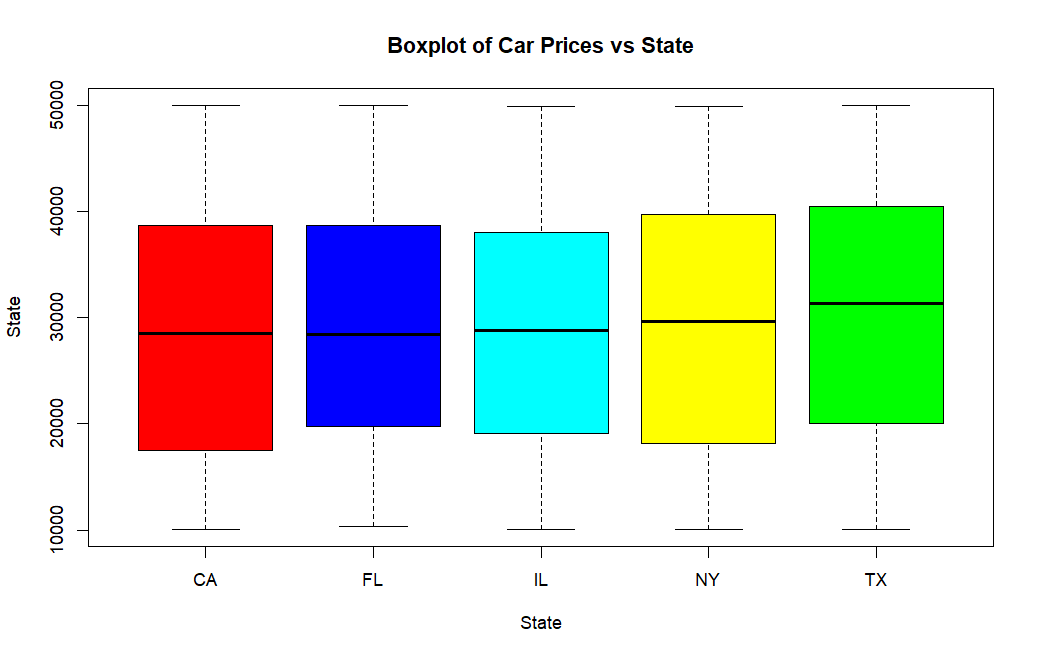 Boxplot of Car Prices vs State
50000
40000
30000
20000
10000
State
CA FL IL NY TX
State